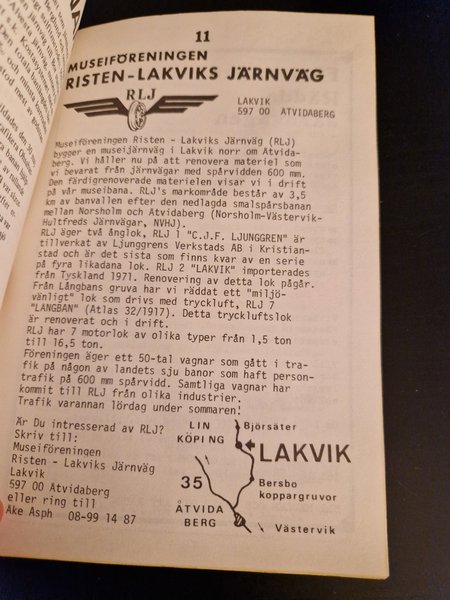 11
MUSEIFÖRENINGEN
RISTEN-LAKVIKS JÄRNVÄG
RLJ
LAKVIK
597 00 ATVIDABERG
Museiföreningen Risten - Lakviks Järnväg (RLJ)
bygger en museijärnväg i Lakvik norr om Åtvida-
berg. Vi håller nu på att renovera materiel som
vi bevarat från järnvägar med spårvidden 600 mm.
Den färdigrenoverade materielen visar vi i drift
på vår museibana. RLJ's markområde består av 3,5
km av banvallen efter den nedlagda smalspårsbanan
mellan Norsholm och Åtvidaberg (Norsholm-Västervik-
Hultfreds Järnvägar, NVHJ).
RLJ äger två ånglok, RLJ 1 "C.J.F. LJUNGGREN" är
tillverkat av Ljunggrens Verkstads AB i Kristian-
stad och är det sista som finns kvar av en serie
på fyra likadana lok. RLJ 2 "LAKVIK" importerades
från Tyskland 1971. Renovering av detta lok pågår.
Från Långbans gruva har vi räddat ett "miljö-
vänligt" lok som drivs med tryckluft, RLJ 7
"LANGBAN" (Atlas 32/1917). Detta tryckluftslok
är renoverat och i drift.
RLJ har 7 motorlok av olika typer från 1,5 ton
till 16,5 ton.
Föreningen äger ett 50-tal vagnar som gått i tra-
fik på någon av landets sju banor som haft person-
trafik på 600 mm spårvidd. Samtliga vagnar har
kommit till RLJ från olika industrier.
Trafik varannan lördag under sommaren!
Är Du intresserad av RLJ?
Skriv till:
Museiföreningen
Risten - Lakviks Järnväg
Lakvik
597 00 Atvidaberg
eller ring till
Ake Asph 08-99 14 87
LIN
KÖPING
Björsäter
LAKVIK
35
Bersbo
koppargruvor
ÅTVIDA
BERG
Västervik